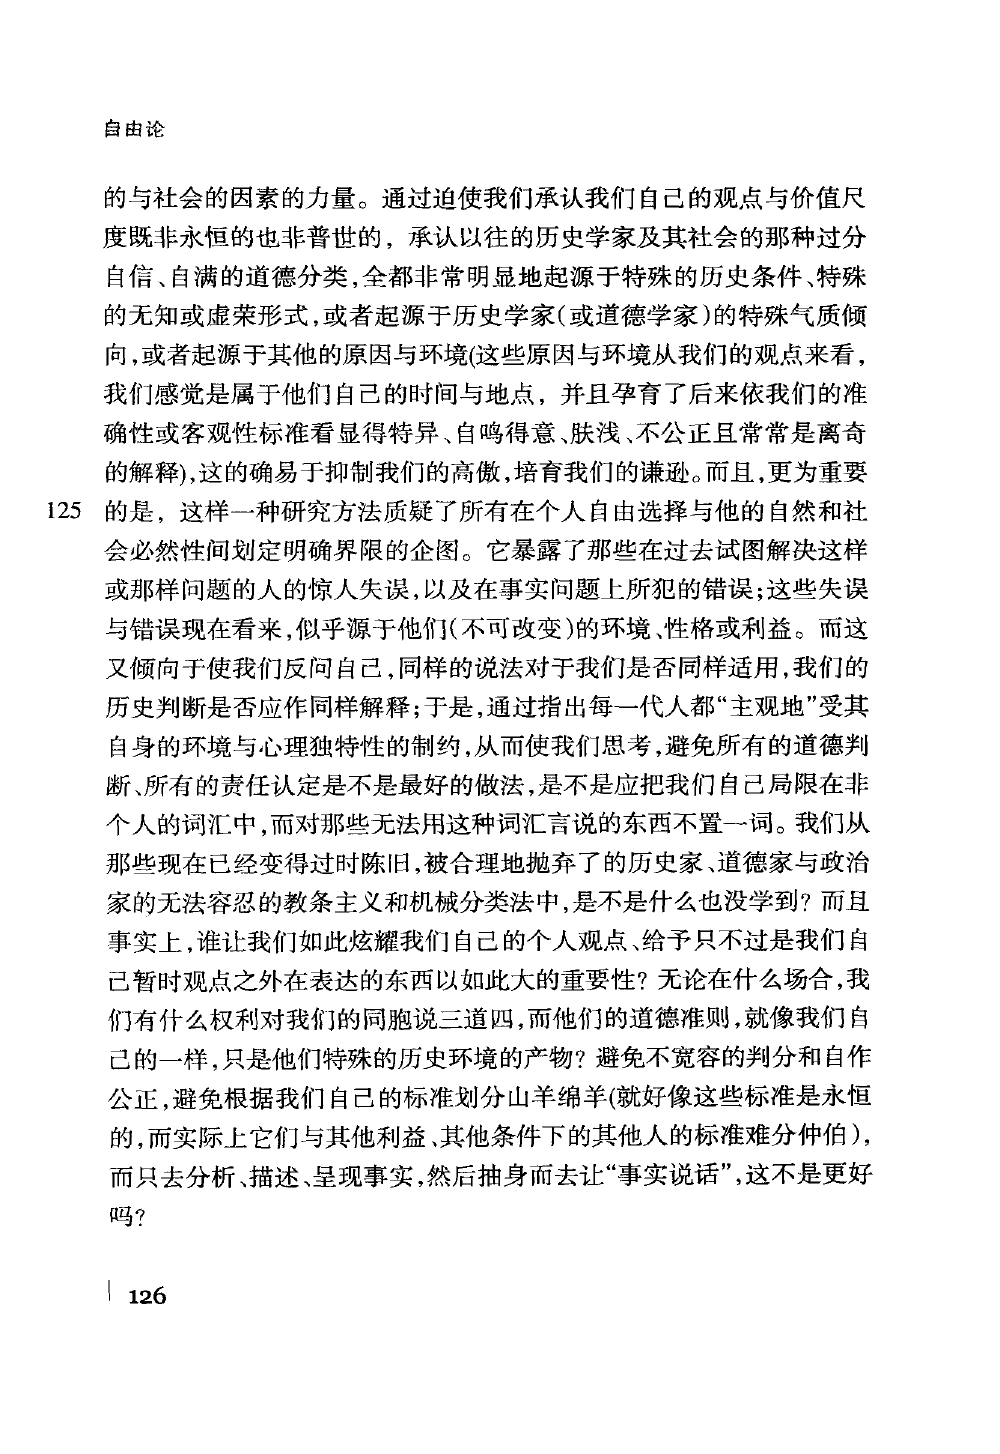 自由论
的与社会的因素的力量。通过迫使我们承认我们自己的观点与价值尺
度既非永恒的也非普世的，承认以往的历史学家及其社会的那种过分
自信、自满的道德分类,全都非常明显地起源于特殊的历史条件、特殊
的无知或虚荣形式,或者起源于历史学家(或道德学家)的特殊气质倾
向,或者起源于其他的原因与环境(这些原因与环境从我们的观点来看,
我们感觉是属于他们自己的时间与地点，并且孕育了后来依我们的准
确性或客观性标准看显得特异、自鸣得意、肤浅、不公正且常常是离奇
的解释),这的确易于抑制我们的高傲,培育我们的谦逊。而且,更为重要
125 的是，这样一种研究方法质疑了所有在个人自由选择与他的自然和社
会必然性间划定明确界限的企图。它暴露了那些在过去试图解决这样
或那样问题的人的惊人失误,以及在事实问题上所犯的错误;这些失误
与错误现在看来,似乎源于他们(不可改变)的环境、性格或利益。而这
又倾向于使我们反问自己,同样的说法对于我们是否同样适用,我们的
历史判断是否应作同样解释;于是,通过指出每一代人都“主观地”受其
自身的环境与心理独特性的制约,从而使我们思考,避免所有的道德判
断、所有的责任认定是不是最好的做法,是不是应把我们自己局限在非
个人的词汇中,而对那些无法用这种词汇言说的东西不置一词。我们从
那些现在已经变得过时陈旧,被合理地抛弃了的历史家、道德家与政治
家的无法容忍的教条主义和机械分类法中,是不是什么也没学到?而且
事实上,谁让我们如此炫耀我们自己的个人观点、给予只不过是我们自
己暂时观点之外在表达的东西以如此大的重要性?无论在什么场合,我
们有什么权利对我们的同胞说三道四,而他们的道德准则,就像我们自
己的一样,只是他们特殊的历史环境的产物?避免不宽容的判分和自作
公正,避免根据我们自己的标准划分山羊绵羊(就好像这些标准是永恒
的,而实际上它们与其他利益、其他条件下的其他人的标准难分仲伯),
而只去分析、描述、呈现事实,然后抽身而去让“事实说话”,这不是更好
吗?
126